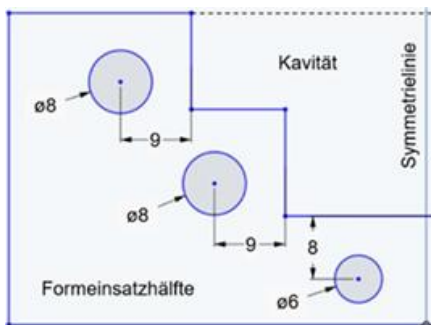 Kavität
Symmetrielinie
ø8
9
ø8
9
8
Formeinsatzhälfte
ø6